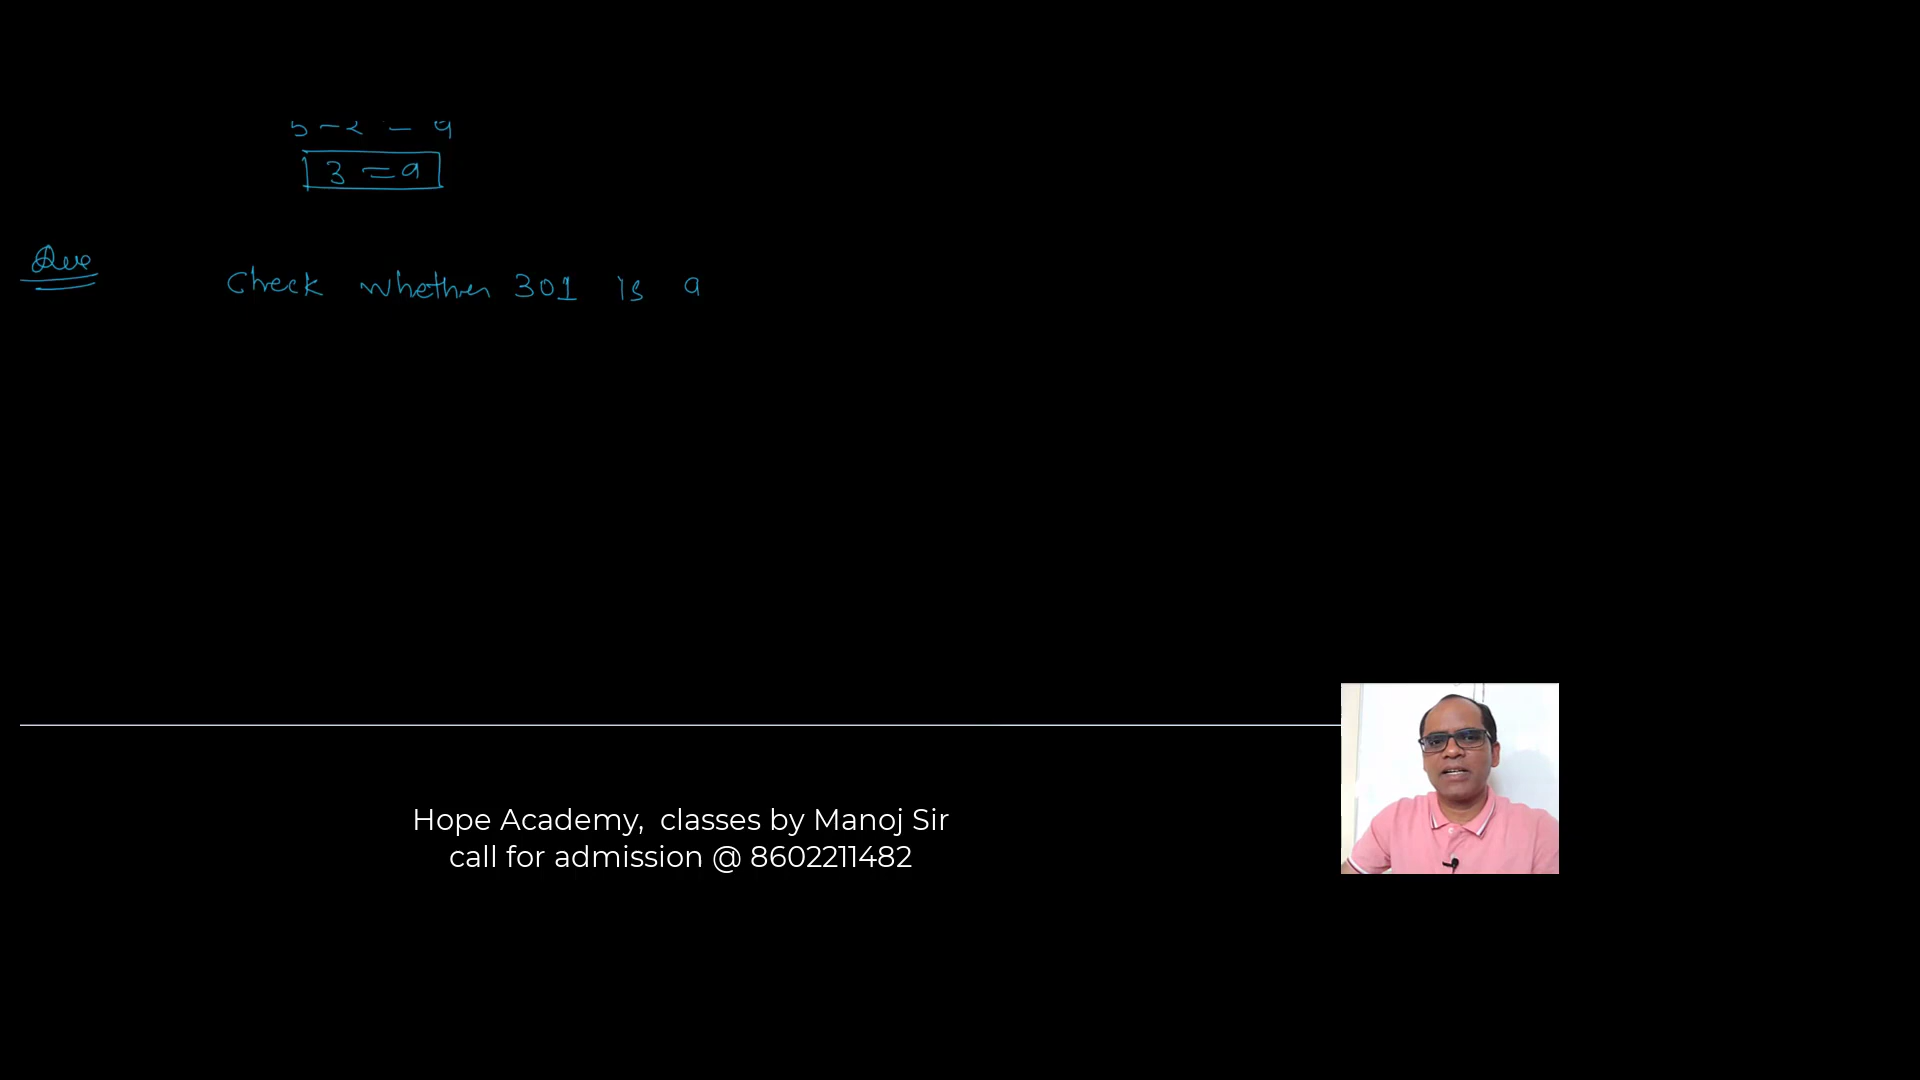 3 = a
Que
Check whether 301 is a
Hope Academy, classes by Manoj Sir
call for admission @ 8602211482